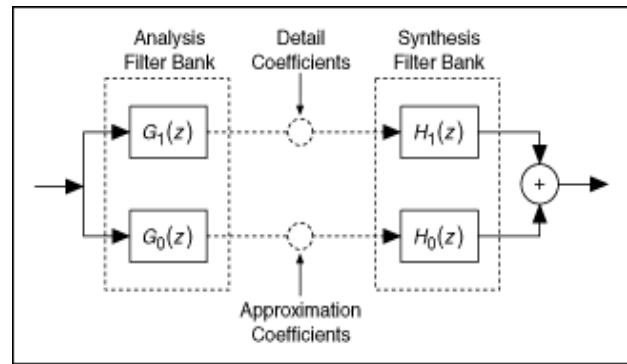 Analysis
Filter Bank
Detail
Coefficients
Synthesis
Filter Bank
G₁(z)
H₁(z)
+
G₀(z)
H₀(z)
Approximation
Coefficients